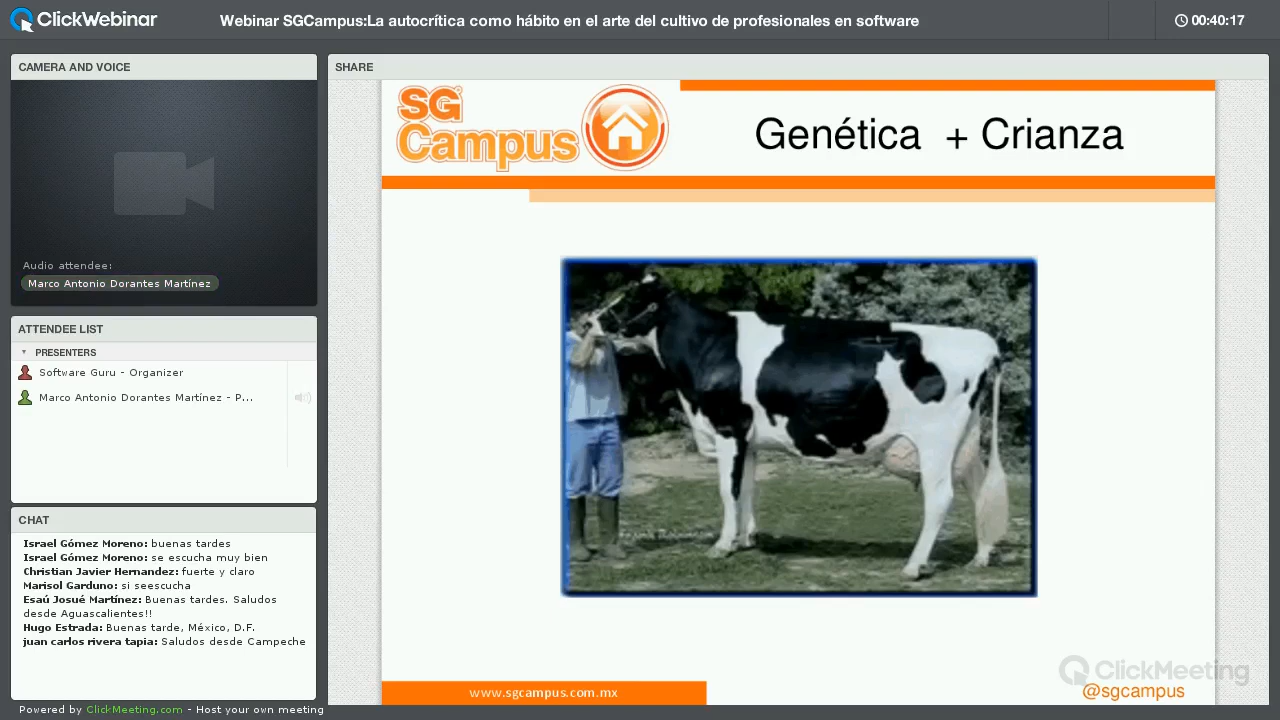 ClickWebinar
Webinar SGCampus:La autocrítica como hábito en el arte del cultivo de profesionales en software
00:40:17
CAMERA AND VOICE
Audio attendee:
Marco Antonio Dorantes Martínez
ATTENDEE LIST
PRESENTERS
Software Guru - Organizer
Marco Antonio Dorantes Martínez - P...
CHAT
Israel Gómez Moreno: buenas tardes
Israel Gómez Moreno: se escucha muy bien
Christian Javier Hernandez: fuerte y claro
Marisol Garduno: si seescucha
Esaú Josué Martínez: Buenas tardes. Saludos
desde Aguascalientes!!
Hugo Estrada: Buenas tarde, México, D.F.
juan carlos rivera tapia: Saludos desde Campeche
Powered by ClickMeeting.com - Host your own meeting
SHARE
SG
Campus
Genética + Crianza
www.sgcampus.com.mx
ClickMeeting
@sgcampus